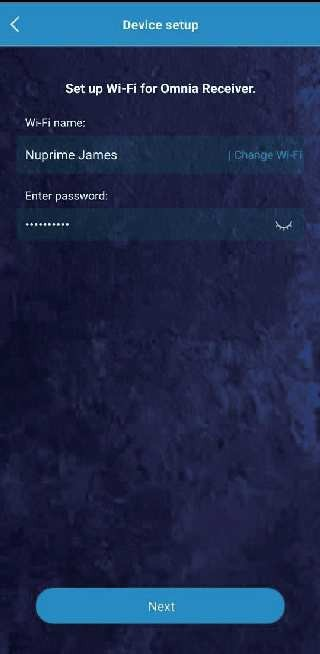 Device setup
Set up Wi-Fi for Omnia Receiver.
Wi-Fi name:
Nuprime James | Change Wi-Fi
Enter password:
••••••••••
Next